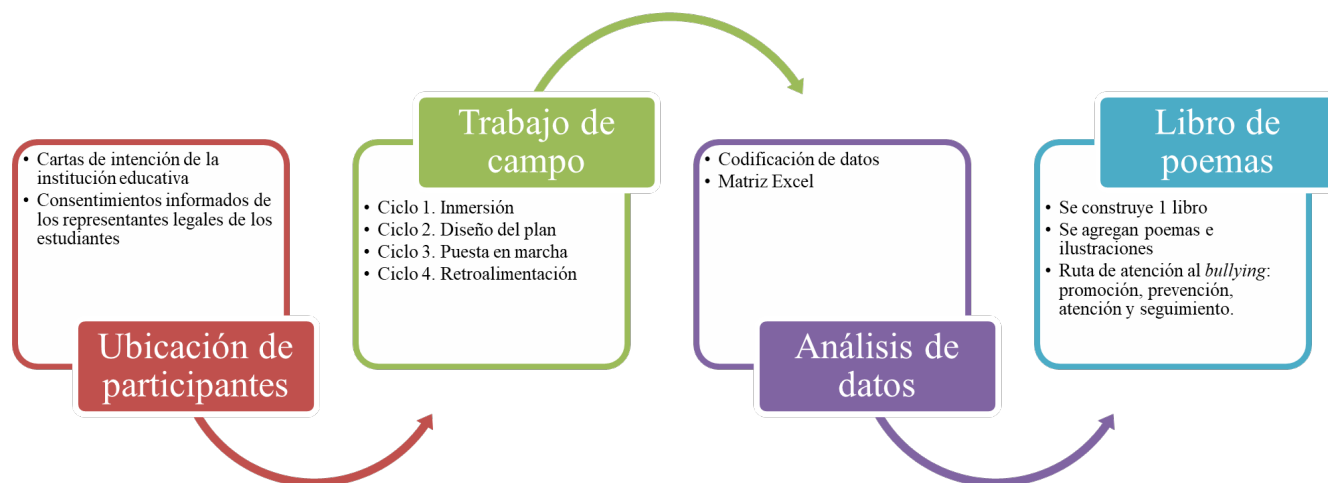 • Cartas de intención de la
institución educativa
• Consentimientos informados de
los representantes legales de los
estudiantes
Ubicación de
participantes
Trabajo de
campo
• Ciclo 1. Inmersión
• Ciclo 2. Diseño del plan
• Ciclo 3. Puesta en marcha
• Ciclo 4. Retroalimentación
• Codificación de datos
• Matriz Excel
Análisis de
datos
Libro de
poemas
• Se construye 1 libro
• Se agregan poemas e
ilustraciones
• Ruta de atención al bullying:
promoción, prevención,
atención y seguimiento.